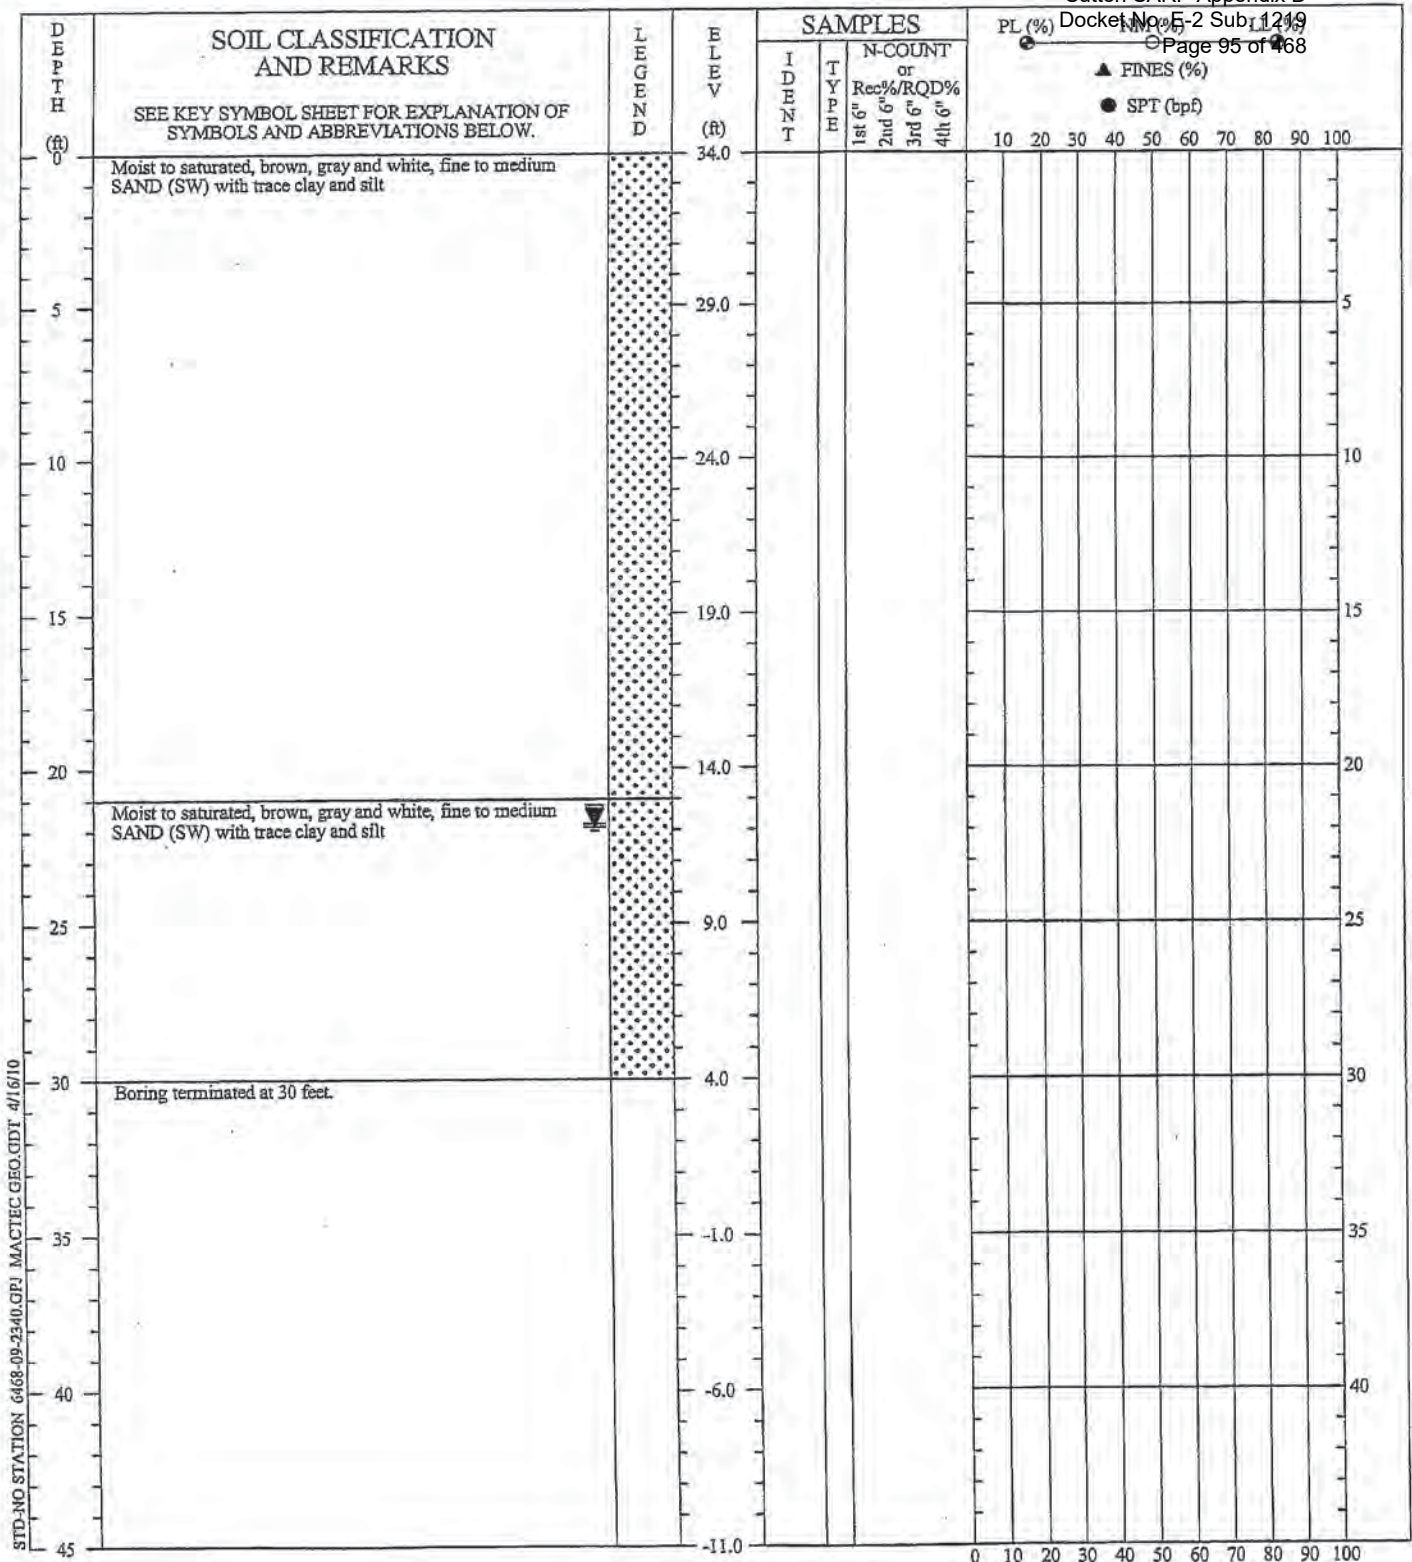 Docket No. E-2 Sub 1219
Page 95 of 468
DEPTH
(ft)
SOIL CLASSIFICATION
AND REMARKS
SEE KEY SYMBOL SHEET FOR EXPLANATION OF
SYMBOLS AND ABBREVIATIONS BELOW.
LEGEND
ELEV
(ft)
SAMPLES
IDENT
TYPE
N-COUNT
or
Rec%/RQD%
1st 6"
2nd 6"
3rd 6"
4th 6"
PL (%) NM (%) LL (%)
▲ FINES (%)
● SPT (bpf)
10 20 30 40 50 60 70 80 90 100
0 34.0
Moist to saturated, brown, gray and white, fine to medium
SAND (SW) with trace clay and silt
5 29.0 5
10 24.0 10
15 19.0 15
20 14.0 20
Moist to saturated, brown, gray and white, fine to medium
SAND (SW) with trace clay and silt
25 9.0 25
30 4.0 30
Boring terminated at 30 feet.
35 -1.0 35
40 -6.0 40
45 -11.0
0 10 20 30 40 50 60 70 80 90 100
STD-NO STATION 6468-09-2340.GPJ MACTEC GEO.GDT 4/16/10